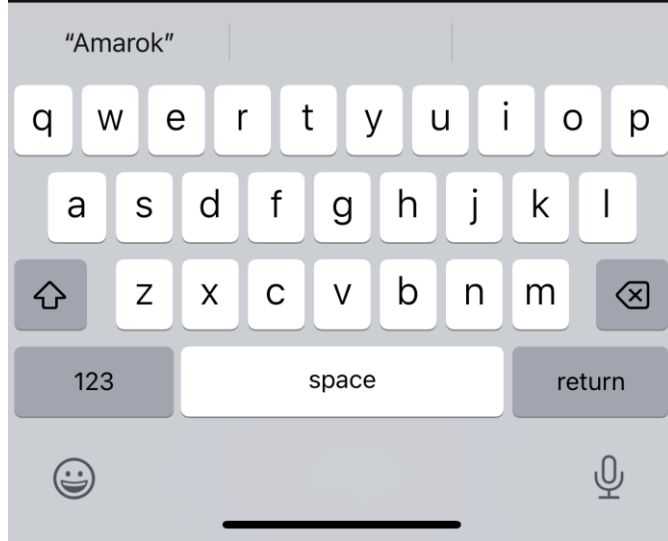 “Amarok”
q w e r t y u i o p
a s d f g h j k l
z x c v b n m
123 space return